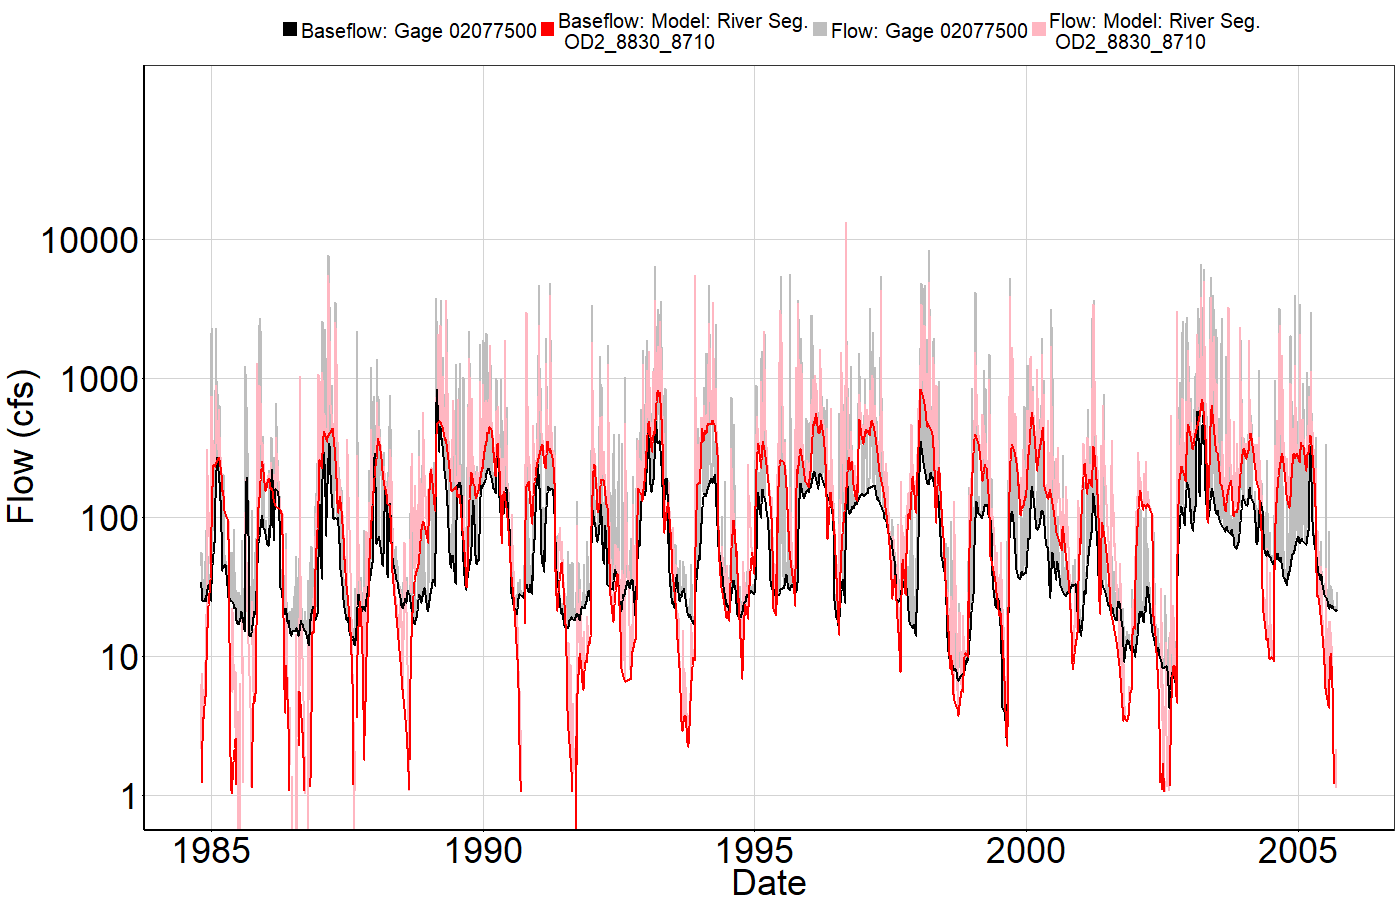 Baseflow: Gage 02077500
Baseflow: Model: River Seg.
OD2_8830_8710
Flow: Gage 02077500
Flow: Model: River Seg.
OD2_8830_8710
Flow (cfs)
10000
1000
100
10
1
1985
1990
1995
2000
2005
Date